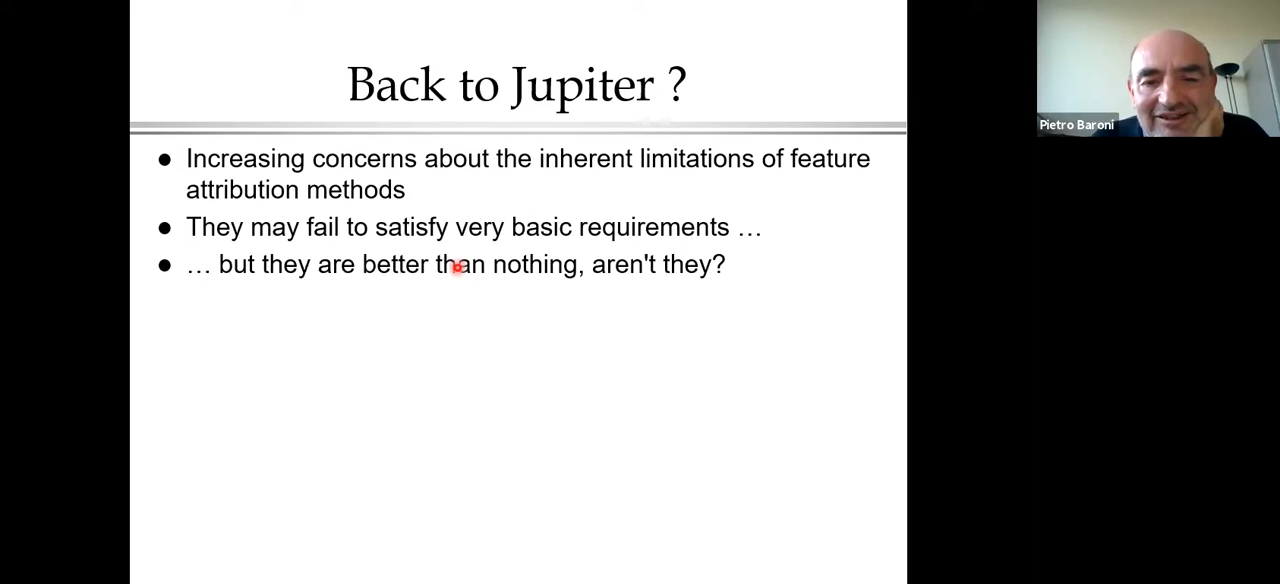 Back to Jupiter ?
● Increasing concerns about the inherent limitations of feature
attribution methods
● They may fail to satisfy very basic requirements …
● … but they are better than nothing, aren't they?
Pietro Baroni